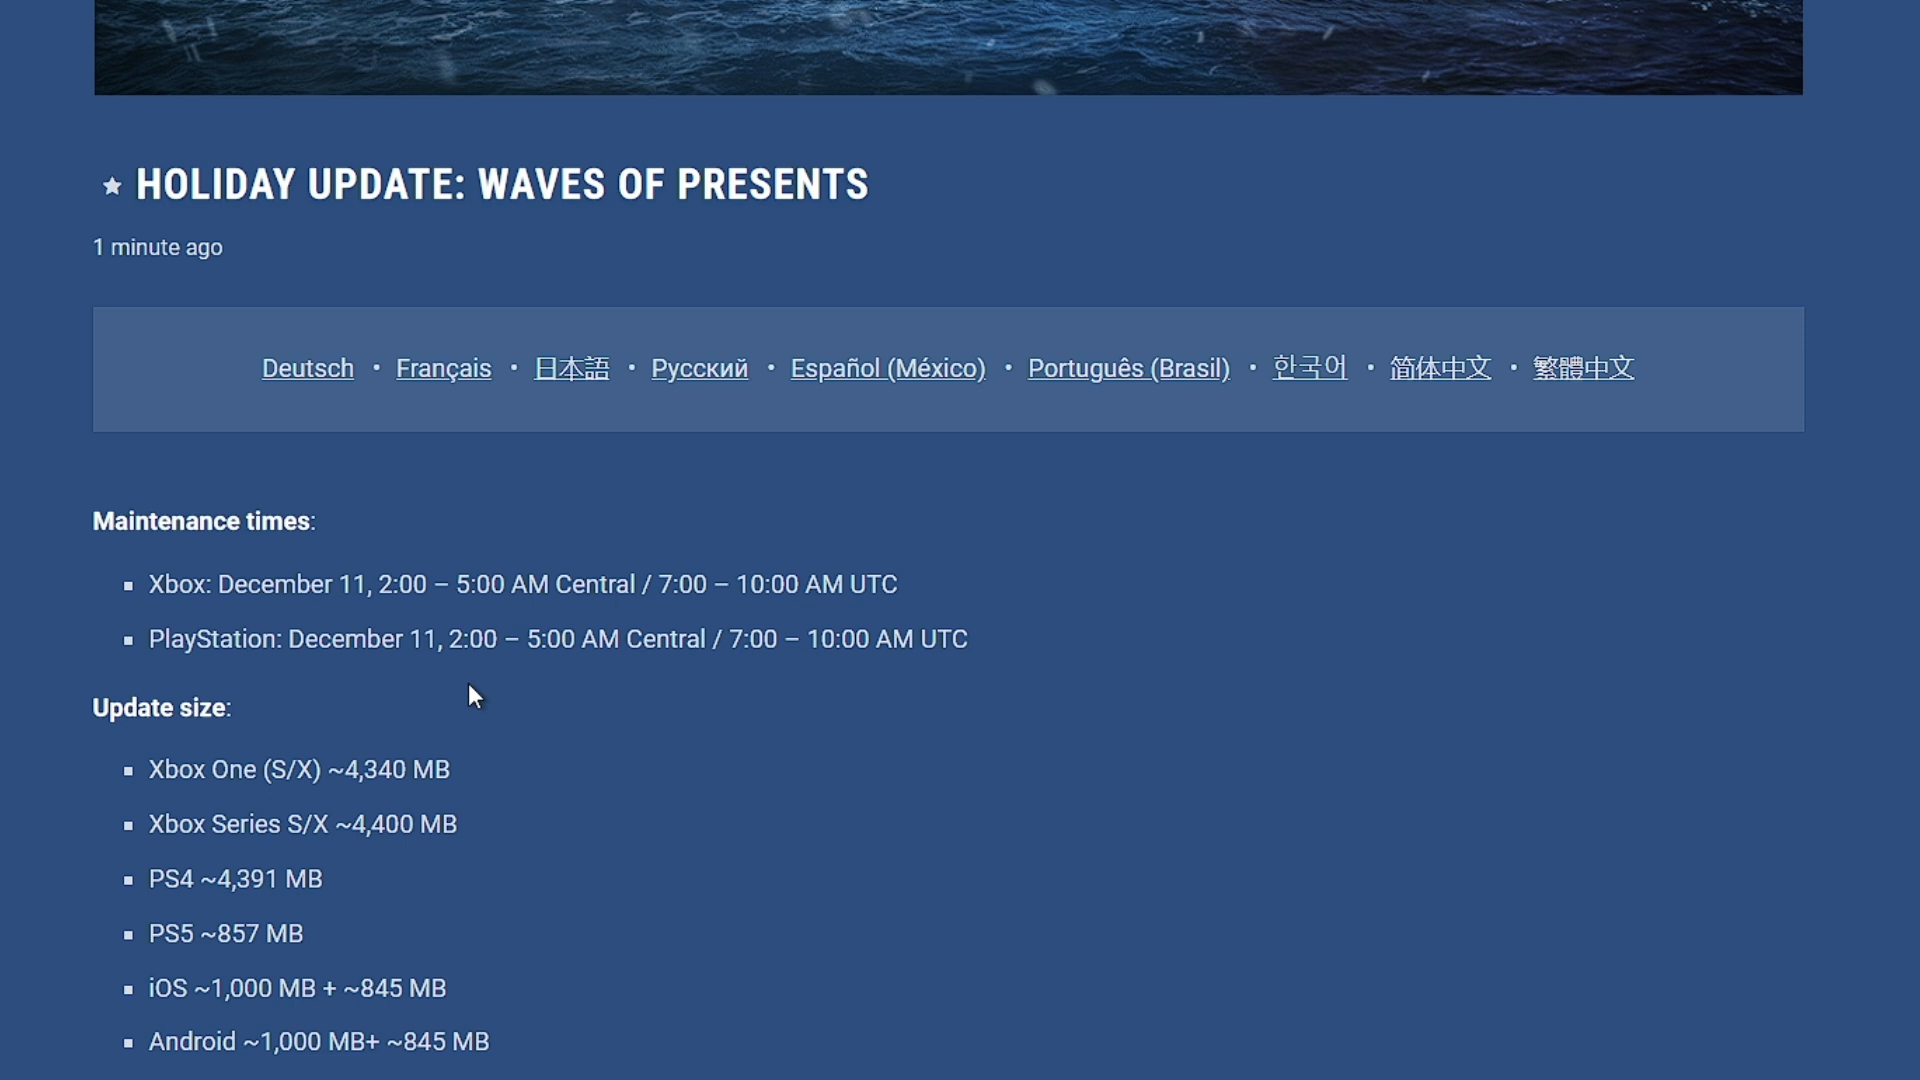 HOLIDAY UPDATE: WAVES OF PRESENTS
1 minute ago
Deutsch • Français • 日本語 • Русский • Español (México) • Português (Brasil) • 한국어 • 简体中文 • 繁體中文
Maintenance times:
Xbox: December 11, 2:00 – 5:00 AM Central / 7:00 – 10:00 AM UTC
PlayStation: December 11, 2:00 – 5:00 AM Central / 7:00 – 10:00 AM UTC
Update size:
Xbox One (S/X) ~4,340 MB
Xbox Series S/X ~4,400 MB
PS4 ~4,391 MB
PS5 ~857 MB
iOS ~1,000 MB + ~845 MB
Android ~1,000 MB+ ~845 MB